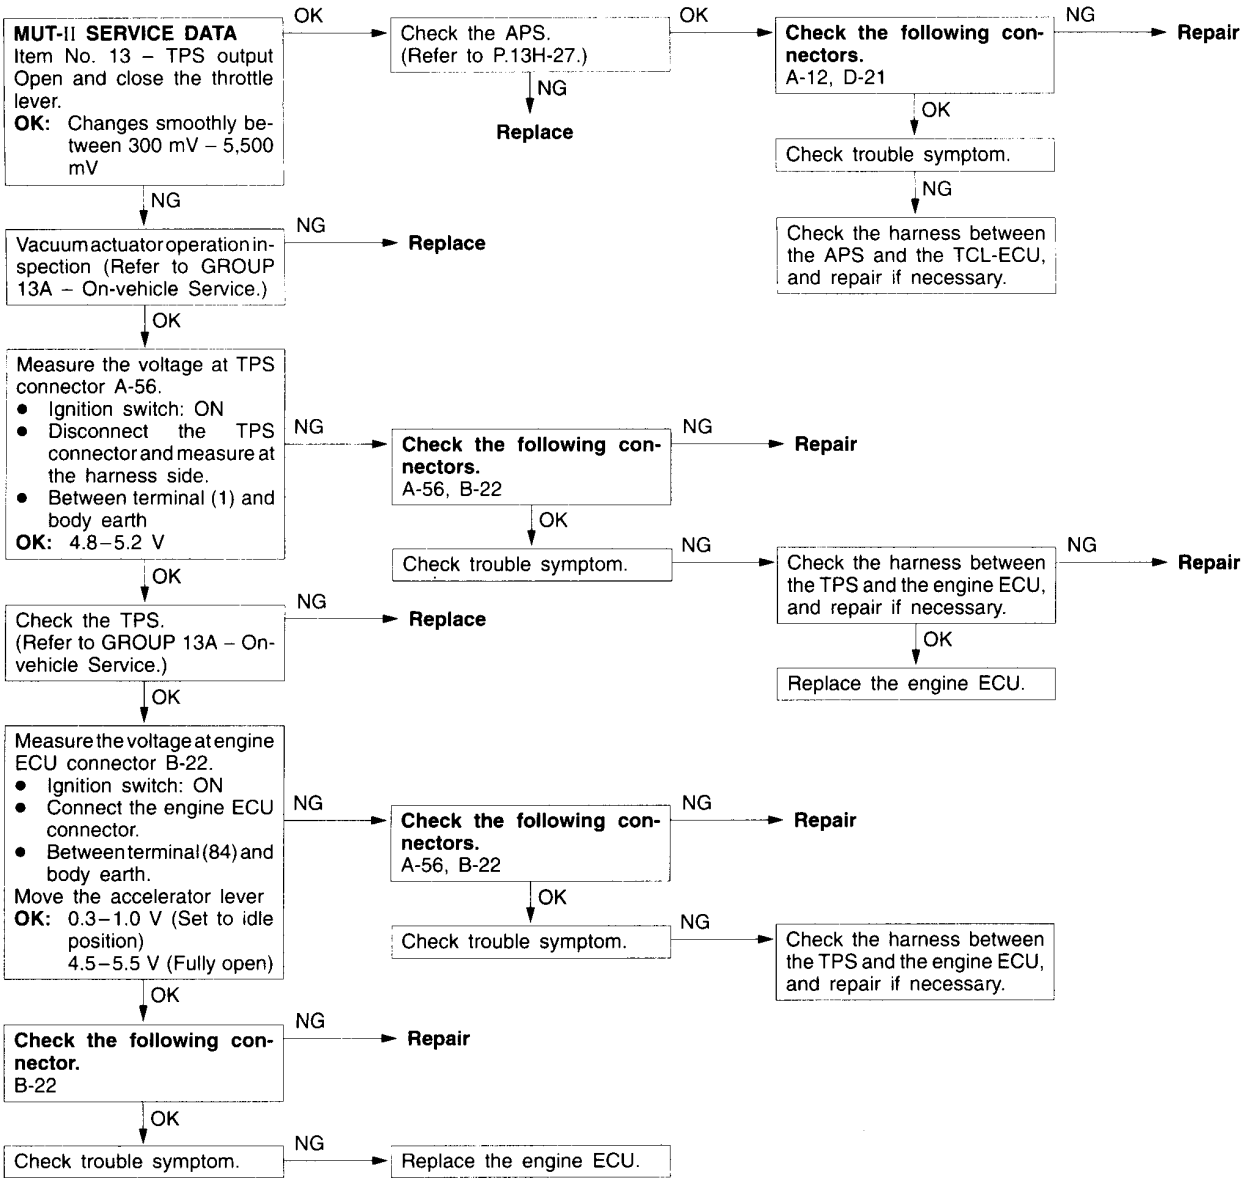 MUT-II SERVICE DATA
Item No. 13 – TPS output
Open and close the throttle
lever.
OK: Changes smoothly be-
tween 300 mV – 5,500
mV
OK
Check the APS.
(Refer to P.13H-27.)
OK
Check the following con-
nectors.
A-12, D-21
NG
Repair
NG
Replace
OK
Check trouble symptom.
NG
Check the harness between
the APS and the TCL-ECU,
and repair if necessary.
NG
Vacuum actuator operation in-
spection (Refer to GROUP
13A – On-vehicle Service.)
NG
Replace
OK
Measure the voltage at TPS
connector A-56.
● Ignition switch: ON
● Disconnect the TPS
connector and measure at
the harness side.
● Between terminal (1) and
body earth
OK: 4.8–5.2 V
NG
Check the following con-
nectors.
A-56, B-22
NG
Repair
OK
Check trouble symptom.
NG
Check the harness between
the TPS and the engine ECU,
and repair if necessary.
NG
Repair
OK
Replace the engine ECU.
OK
Check the TPS.
(Refer to GROUP 13A – On-
vehicle Service.)
NG
Replace
OK
Measure the voltage at engine
ECU connector B-22.
● Ignition switch: ON
● Connect the engine ECU
connector.
● Between terminal (84) and
body earth.
Move the accelerator lever
OK: 0.3–1.0 V (Set to idle
position)
4.5–5.5 V (Fully open)
NG
Check the following con-
nectors.
A-56, B-22
NG
Repair
OK
Check trouble symptom.
NG
Check the harness between
the TPS and the engine ECU,
and repair if necessary.
OK
Check the following con-
nector.
B-22
NG
Repair
OK
Check trouble symptom.
NG
Replace the engine ECU.